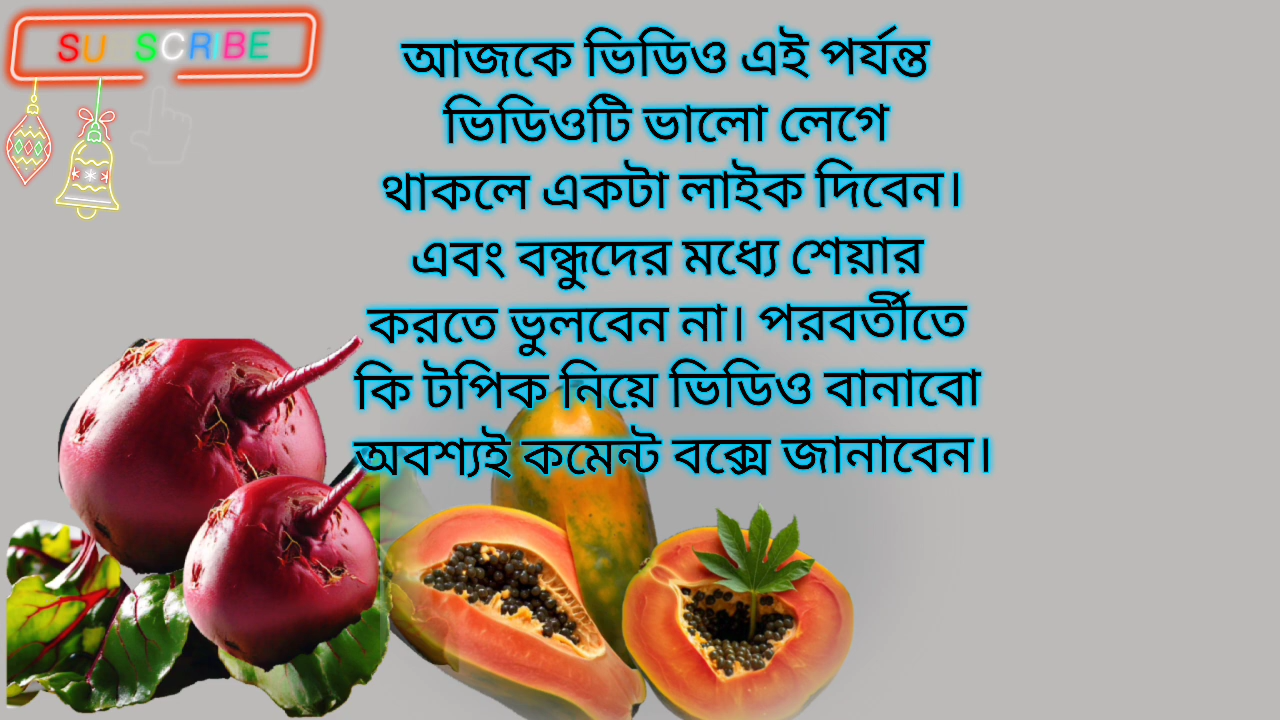 SUBSCRIBE
আজকে ভিডিও এই পর্যন্ত
ভিডিওটি ভালো লেগে
থাকলে একটা লাইক দিবেন।
এবং বন্ধুদের মধ্যে শেয়ার
করতে ভুলবেন না। পরবর্তীতে
কি টপিক নিয়ে ভিডিও বানাবো
অবশ্যই কমেন্ট বক্সে জানাবেন।